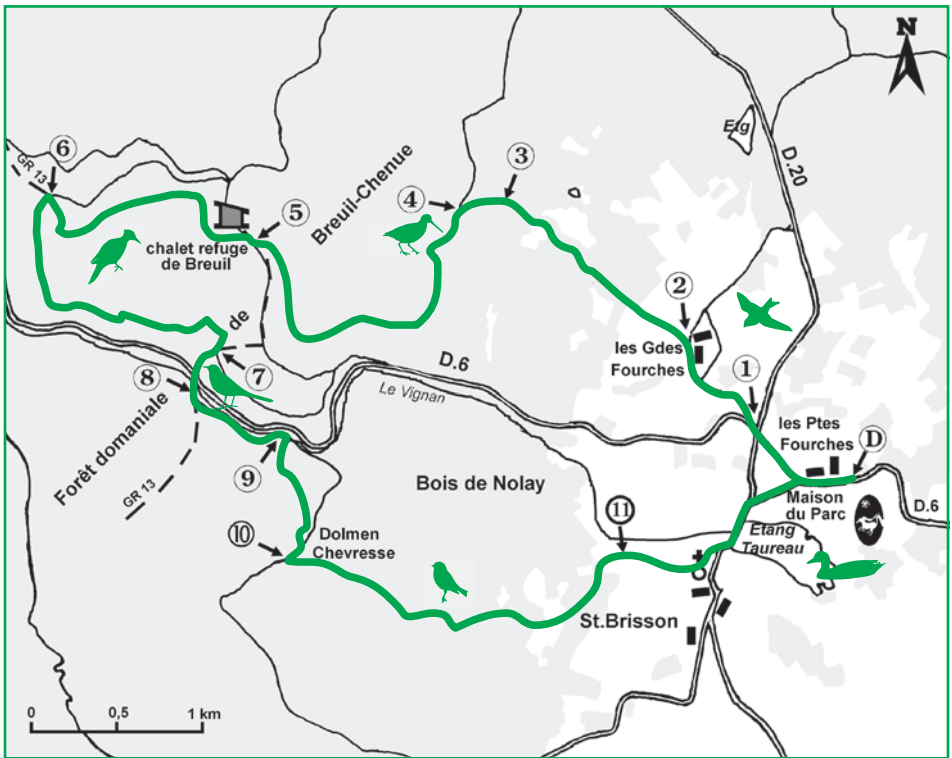 N
Etg
D.20
6
GR 13
3
Breuil-Chenue
4
5
chalet refuge
de Breuil
2
de
les Gdes
Fourches
1
D.6
7
8
Le Vignan
les Ptes
Fourches
D
Forêt domaniale
9
Bois de Nolay
Maison
du Parc
D.6
GR 13
11
10
Dolmen
Chevresse
Etang
Taureau
St.Brisson
0
0,5
1 km